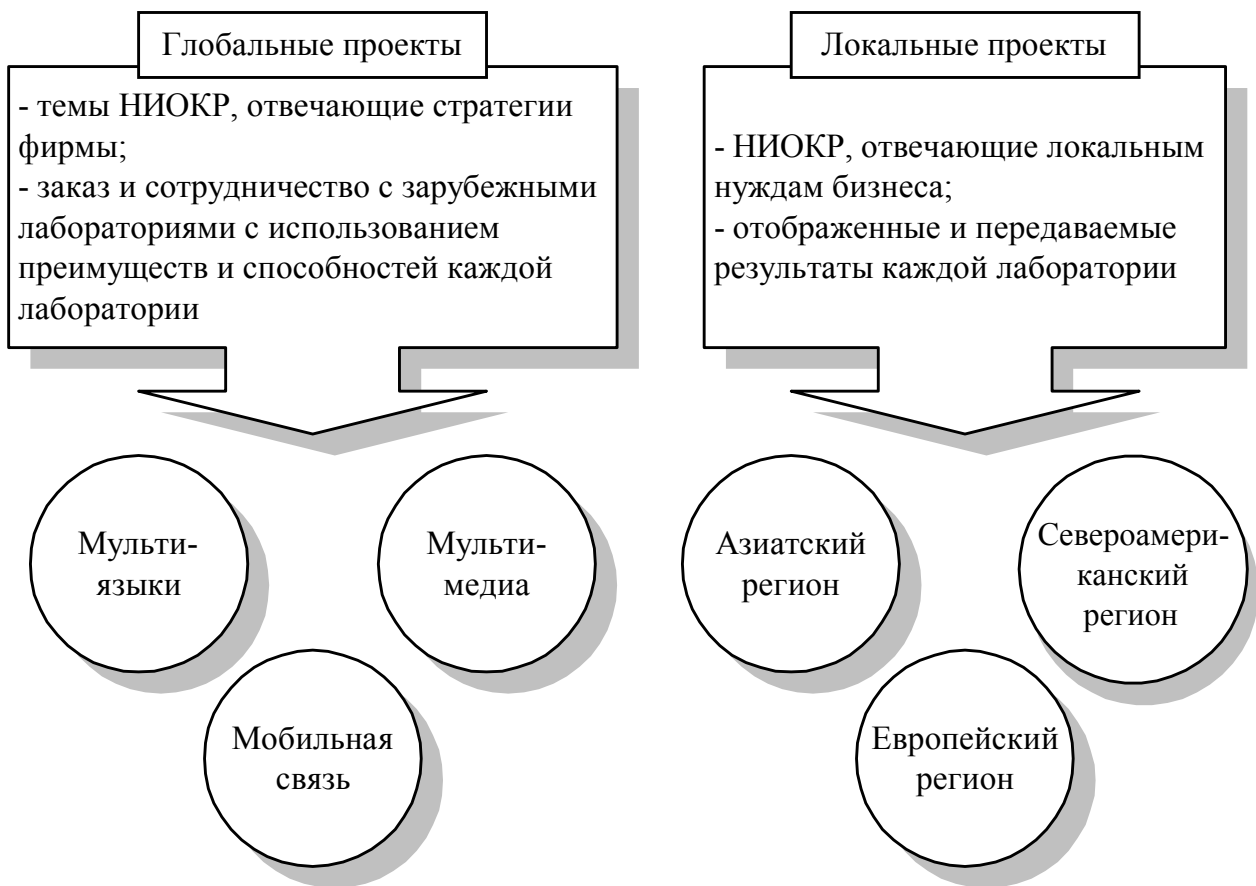 Глобальные проекты
- темы НИОКР, отвечающие стратегии
фирмы;
- заказ и сотрудничество с зарубежными
лабораториями с использованием
преимуществ и способностей каждой
лаборатории
Мульти-
языки
Мульти-
медиа
Мобильная
связь
Локальные проекты
- НИОКР, отвечающие локальным
нуждам бизнеса;
- отображенные и передаваемые
результаты каждой лаборатории
Азиатский
регион
Североамери-
канский
регион
Европейский
регион